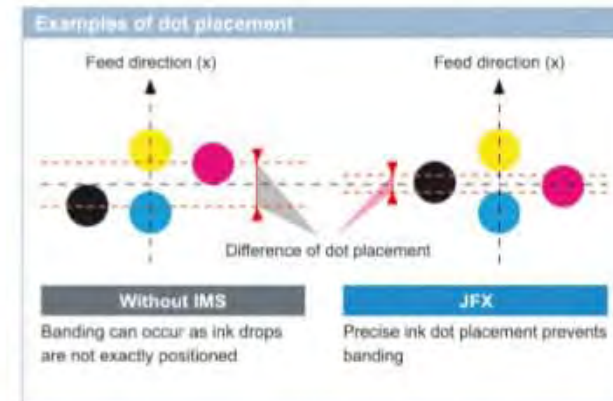 Examples of dot placement
Feed direction (x)
Feed direction (x)
Difference of dot placement
Without IMS
JFX
Banding can occur as ink drops
are not exactly positioned
Precise ink dot placement prevents
banding